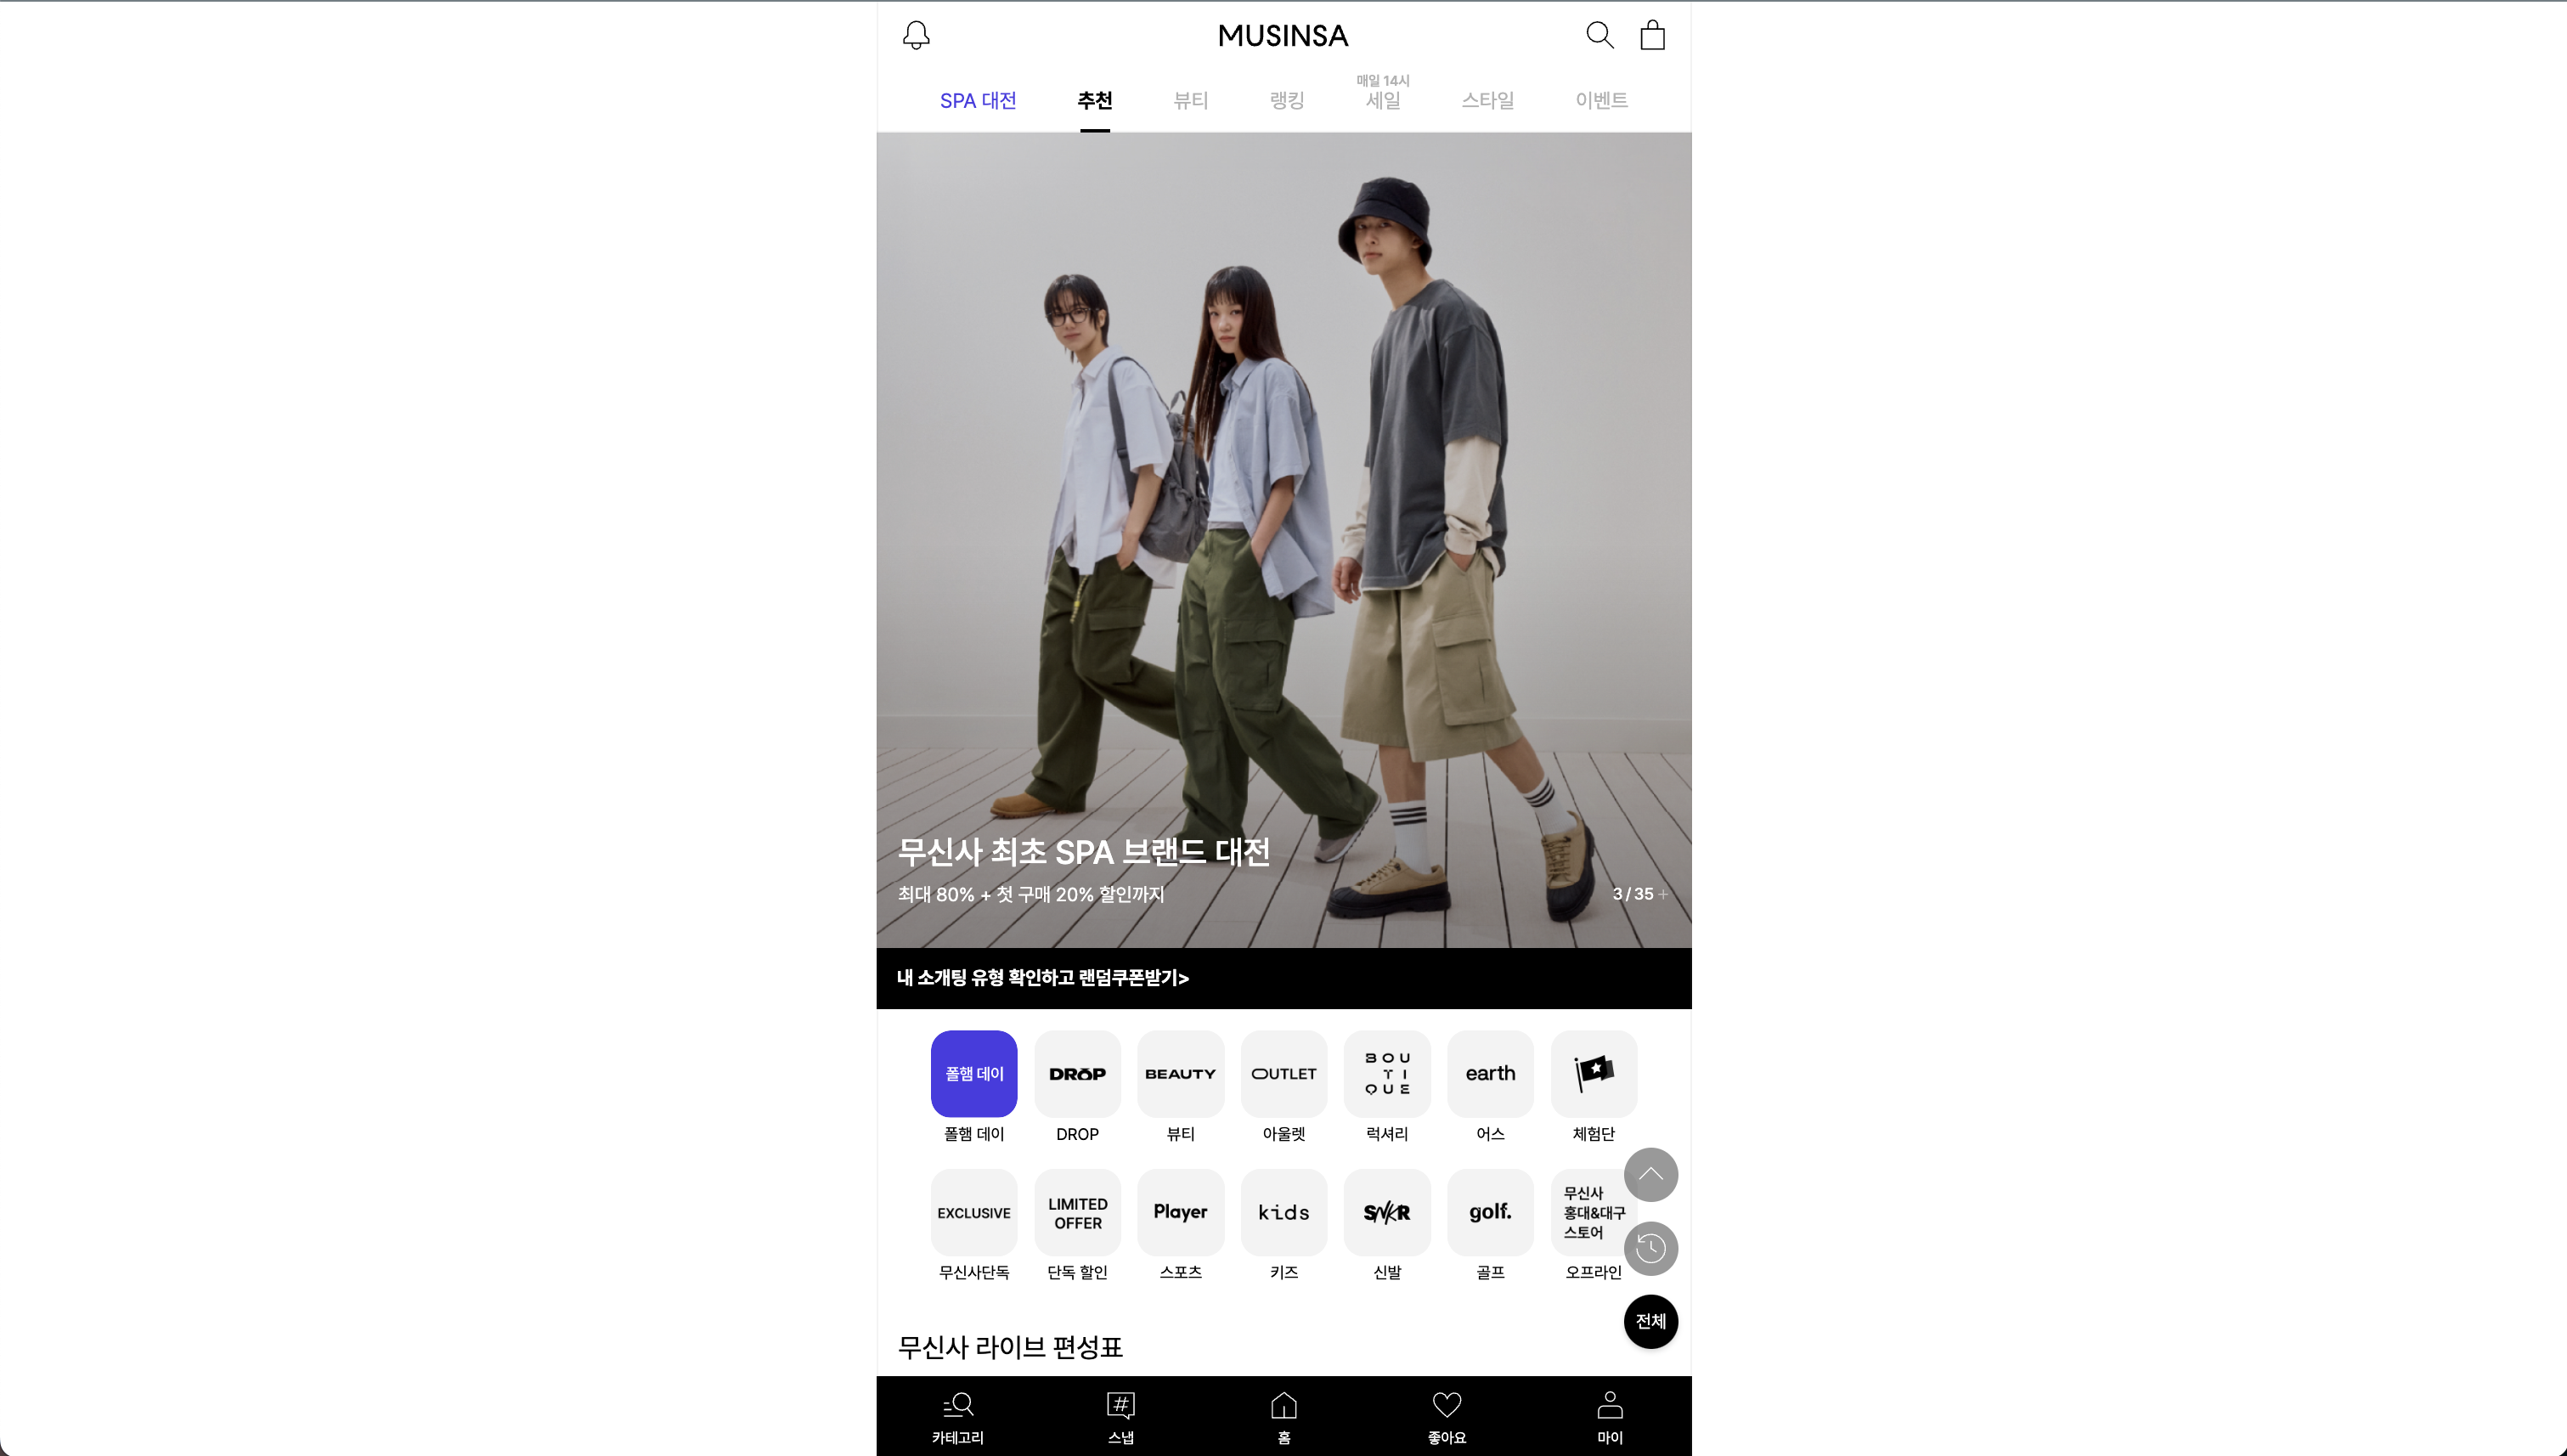 MUSINSA
SPA 대전
추천
뷰티
랭킹
매일 14시
세일
스타일
이벤트
무신사 최초 SPA 브랜드 대전
최대 80% + 첫 구매 20% 할인까지
3 / 35 +
내 소개팅 유형 확인하고 랜덤쿠폰받기>
폴햄 데이
DROP
BEAUTY
OUTLET
BOU
TI
QUE
earth
폴햄 데이
DROP
뷰티
아울렛
럭셔리
어스
체험단
EXCLUSIVE
LIMITED
OFFER
Player
kids
SNKR
golf.
무신사
홍대&대구
스토어
무신사단독
단독 할인
스포츠
키즈
신발
골프
오프라인
전체
무신사 라이브 편성표
카테고리
스냅
홈
좋아요
마이